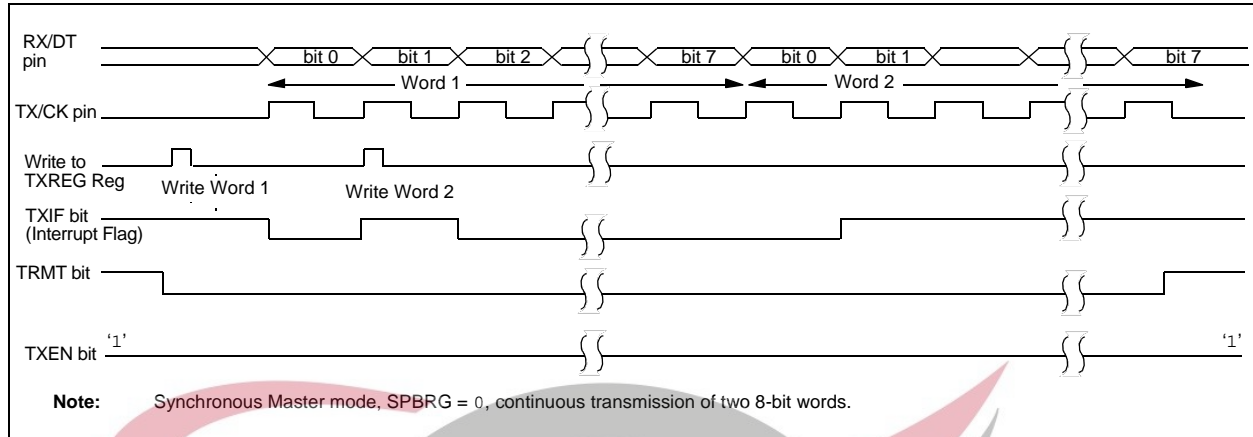 RX/DT
pin
bit 0 bit 1 bit 2 bit 7 bit 0 bit 1 bit 7
Word 1 Word 2
TX/CK pin
Write to
TXREG Reg
Write Word 1 Write Word 2
TXIF bit
(Interrupt Flag)
TRMT bit
‘1’ ‘1’
TXEN bit
Note: Synchronous Master mode, SPBRG = 0, continuous transmission of two 8-bit words.